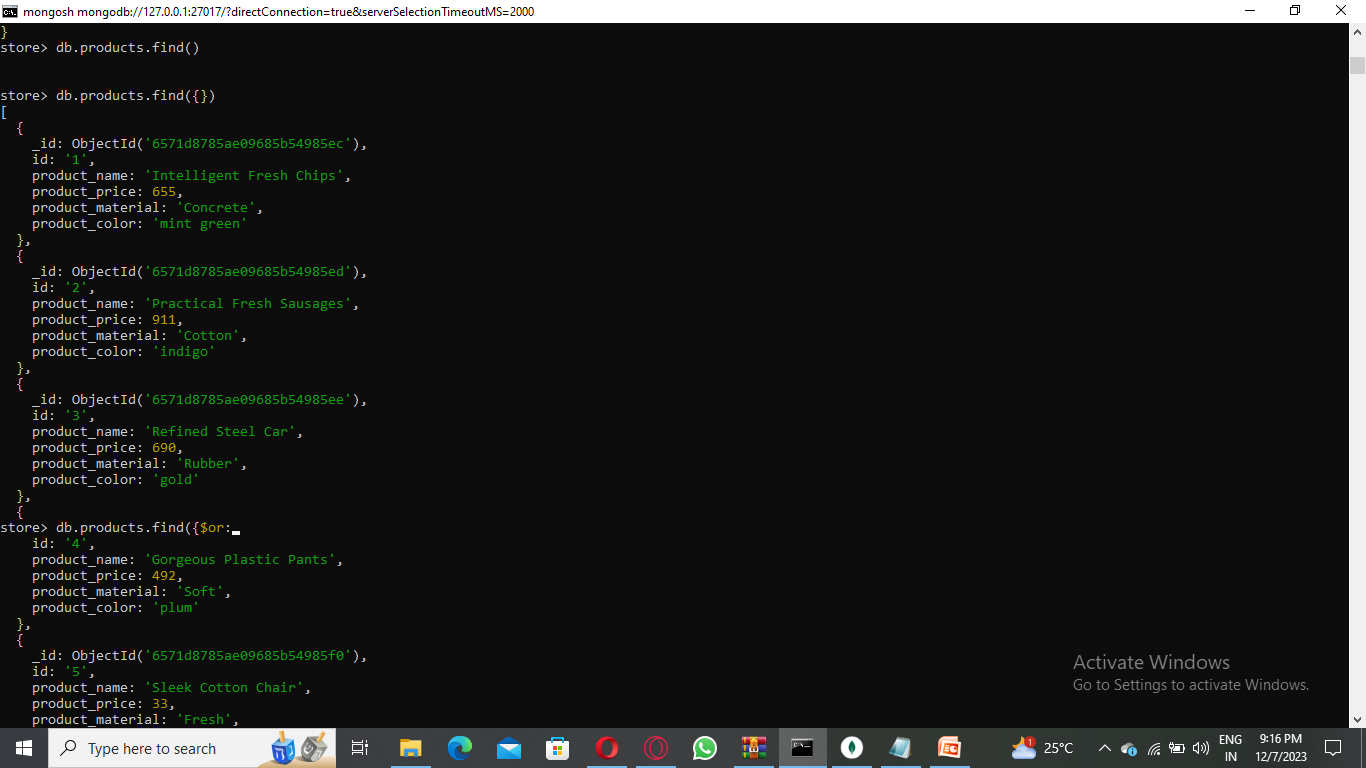 mongosh mongodb://127.0.0.1:27017/?directConnection=true&serverSelectionTimeoutMS=2000
}
store> db.products.find()
store> db.products.find({})
[
  {
    _id: ObjectId('6571d8785ae09685b54985ec'),
    id: '1',
    product_name: 'Intelligent Fresh Chips',
    product_price: 655,
    product_material: 'Concrete',
    product_color: 'mint green'
  },
  {
    _id: ObjectId('6571d8785ae09685b54985ed'),
    id: '2',
    product_name: 'Practical Fresh Sausages',
    product_price: 911,
    product_material: 'Cotton',
    product_color: 'indigo'
  },
  {
    _id: ObjectId('6571d8785ae09685b54985ee'),
    id: '3',
    product_name: 'Refined Steel Car',
    product_price: 690,
    product_material: 'Rubber',
    product_color: 'gold'
  },
  {
store> db.products.find({$or:
    id: '4',
    product_name: 'Gorgeous Plastic Pants',
    product_price: 492,
    product_material: 'Soft',
    product_color: 'plum'
  },
  {
    _id: ObjectId('6571d8785ae09685b54985f0'),
    id: '5',
    product_name: 'Sleek Cotton Chair',
    product_price: 33,
    product_material: 'Fresh',
Activate Windows
Go to Settings to activate Windows.
Type here to search
1
25°C
ENG
IN
9:16 PM
12/7/2023